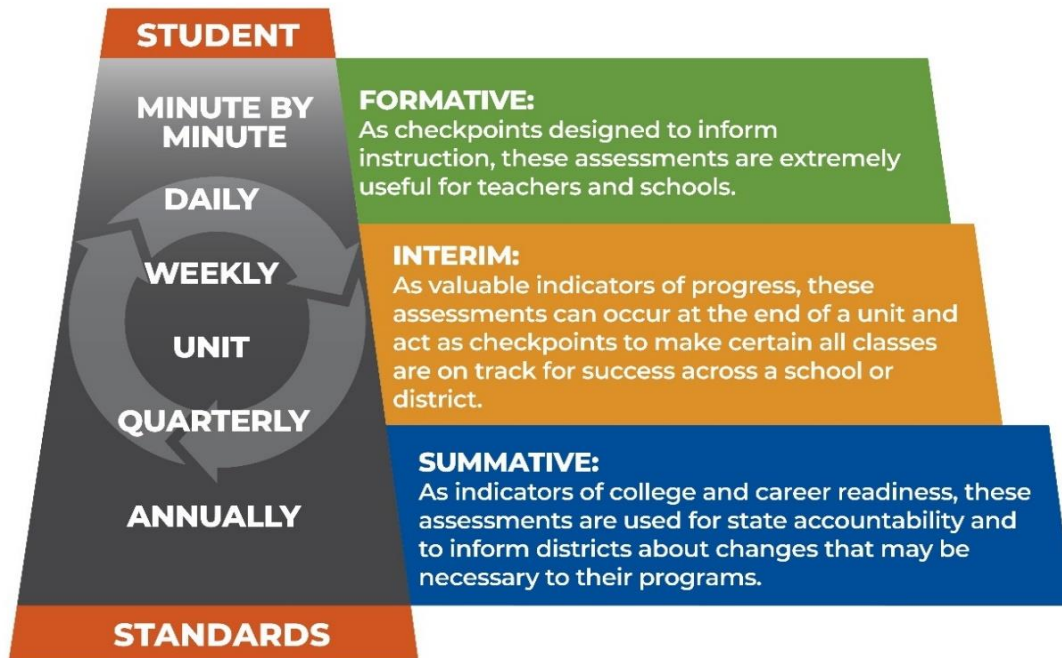 STUDENT
MINUTE BY
MINUTE
DAILY
WEEKLY
UNIT
QUARTERLY
ANNUALLY
STANDARDS
FORMATIVE:
As checkpoints designed to inform
instruction, these assessments are extremely
useful for teachers and schools.
INTERIM:
As valuable indicators of progress, these
assessments can occur at the end of a unit and
act as checkpoints to make certain all classes
are on track for success across a school or
district.
SUMMATIVE:
As indicators of college and career readiness, these
assessments are used for state accountability and
to inform districts about changes that may be
necessary to their programs.